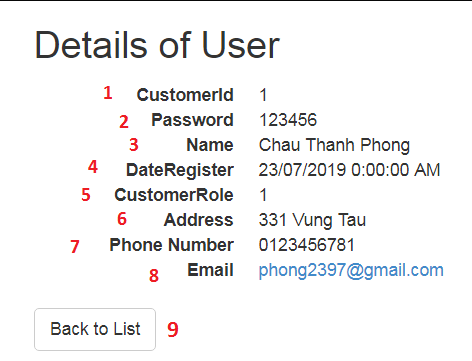 Details of User
1 CustomerId 1
2 Password 123456
3 Name Chau Thanh Phong
4 DateRegister 23/07/2019 0:00:00 AM
5 CustomerRole 1
6 Address 331 Vung Tau
7 Phone Number 0123456781
8 Email phong2397@gmail.com
Back to List 9